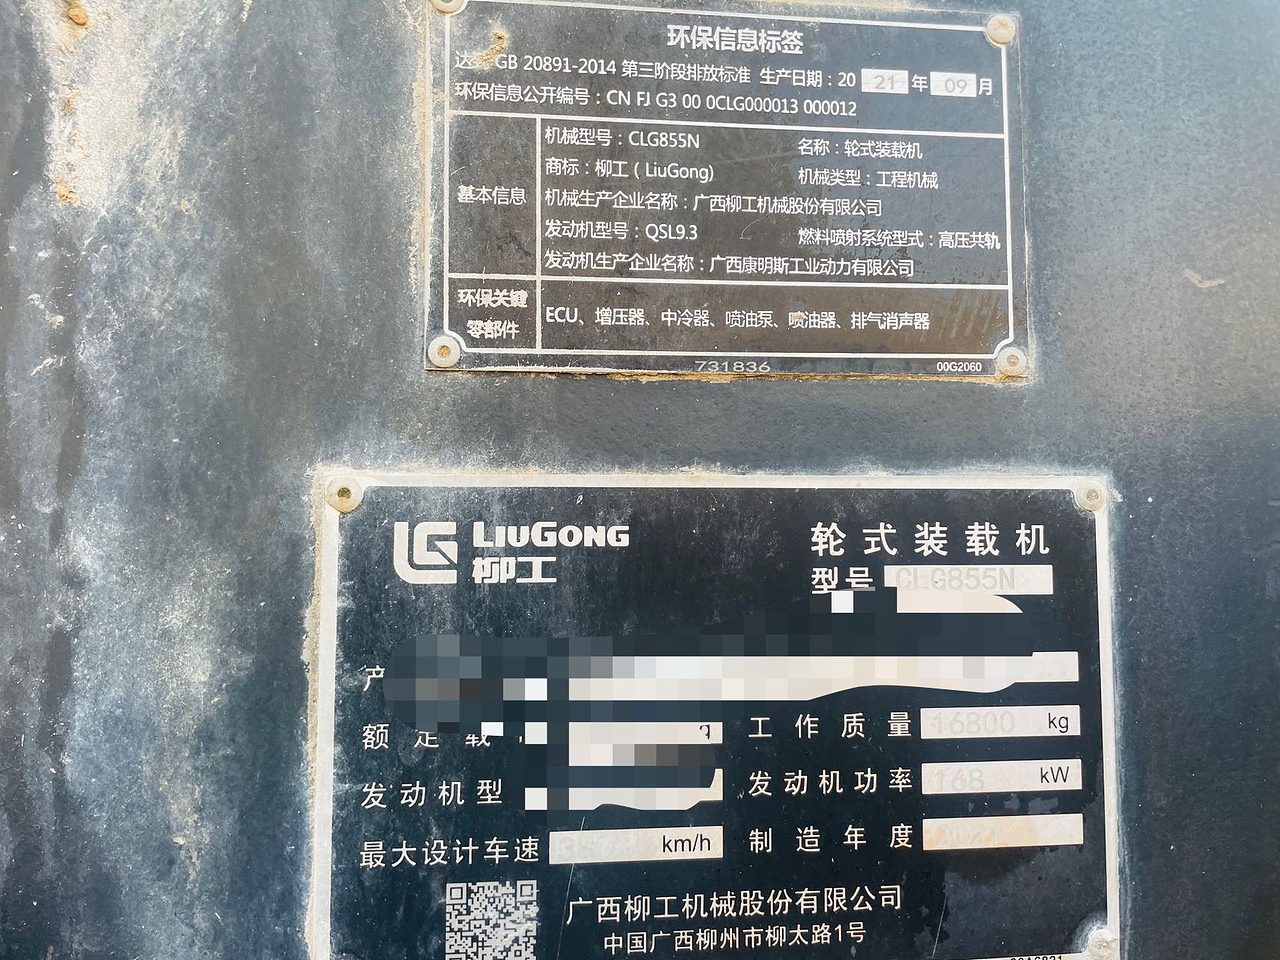 环保信息标签
GB 20891-2014 第三阶段排放标准 生产日期：20 21 年 09 月
环保信息公开编号：CN FJ G3 00 0CLG000013 000012
基本信息
机械型号：CLG855N 名称：轮式装载机
商标：柳工（LiuGong) 机械类型：工程机械
机械生产企业名称：广西柳工机械股份有限公司
发动机型号：QSL9.3 燃料喷射系统型式：高压共轨
发动机生产企业名称：广西康明斯工业动力有限公司
环保关键
零部件
ECU、增压器、中冷器、喷油泵、喷油器、排气消声器
731836 00G2060
LG LIUGONG
柳工
轮式装载机
型号 CLG855N
产
额定载 工作质量 16800 kg
发动机型 发动机功率 168 kW
最大设计车速 km/h 制造年度 2021
广西柳工机械股份有限公司
中国广西柳州市柳太路1号